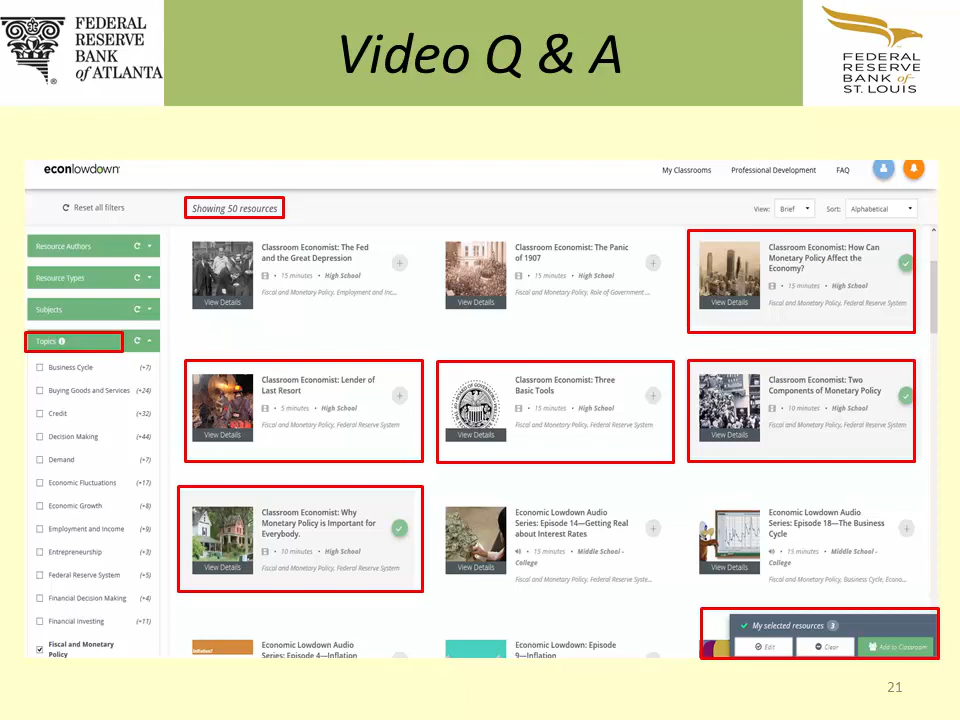 FEDERAL
RESERVE
BANK
of ATLANTA
Video Q & A
FEDERAL
RESERVE
BANK of
ST. LOUIS
econlowdown
My Classrooms
Professional Development
FAQ
Reset all filters
Showing 50 resources
View:
Brief
Sort:
Alphabetical
Resource Authors
Resource Types
Subjects
Topics
Business Cycle (+7)
Buying Goods and Services (+24)
Credit (+32)
Decision Making (+44)
Demand (+7)
Economic Fluctuations (+17)
Economic Growth (+8)
Employment and Income (+9)
Entrepreneurship (+3)
Federal Reserve System (+5)
Financial Decision Making (+4)
Financial Investing (+11)
Fiscal and Monetary
Policy
Classroom Economist: The Fed
and the Great Depression
15 minutes • High School
Fiscal and Monetary Policy, Employment and Inc...
View Details
Classroom Economist: The Panic
of 1907
15 minutes • High School
Fiscal and Monetary Policy, Role of Government ...
View Details
Classroom Economist: How Can
Monetary Policy Affect the
Economy?
15 minutes • High School
Fiscal and Monetary Policy, Federal Reserve System
View Details
Classroom Economist: Lender of
Last Resort
5 minutes • High School
Fiscal and Monetary Policy, Federal Reserve System
View Details
Classroom Economist: Three
Basic Tools
15 minutes • High School
Fiscal and Monetary Policy, Federal Reserve System
View Details
Classroom Economist: Two
Components of Monetary Policy
10 minutes • High School
Fiscal and Monetary Policy, Federal Reserve System
View Details
Classroom Economist: Why
Monetary Policy is Important for
Everybody.
10 minutes • High School
Fiscal and Monetary Policy, Federal Reserve System
View Details
Economic Lowdown Audio
Series: Episode 14—Getting Real
about Interest Rates
15 minutes • Middle School -
College
Fiscal and Monetary Policy, Federal Reserve Syste...
View Details
Economic Lowdown Audio
Series: Episode 18—The Business
Cycle
15 minutes • Middle School -
College
Fiscal and Monetary Policy, Business Cycle, Econo...
View Details
Economic Lowdown Audio
Series: Episode 4—Inflation
Economic Lowdown: Episode
9—Inflation
My selected resources 3
Edit
Clear
Add to Classroom
21